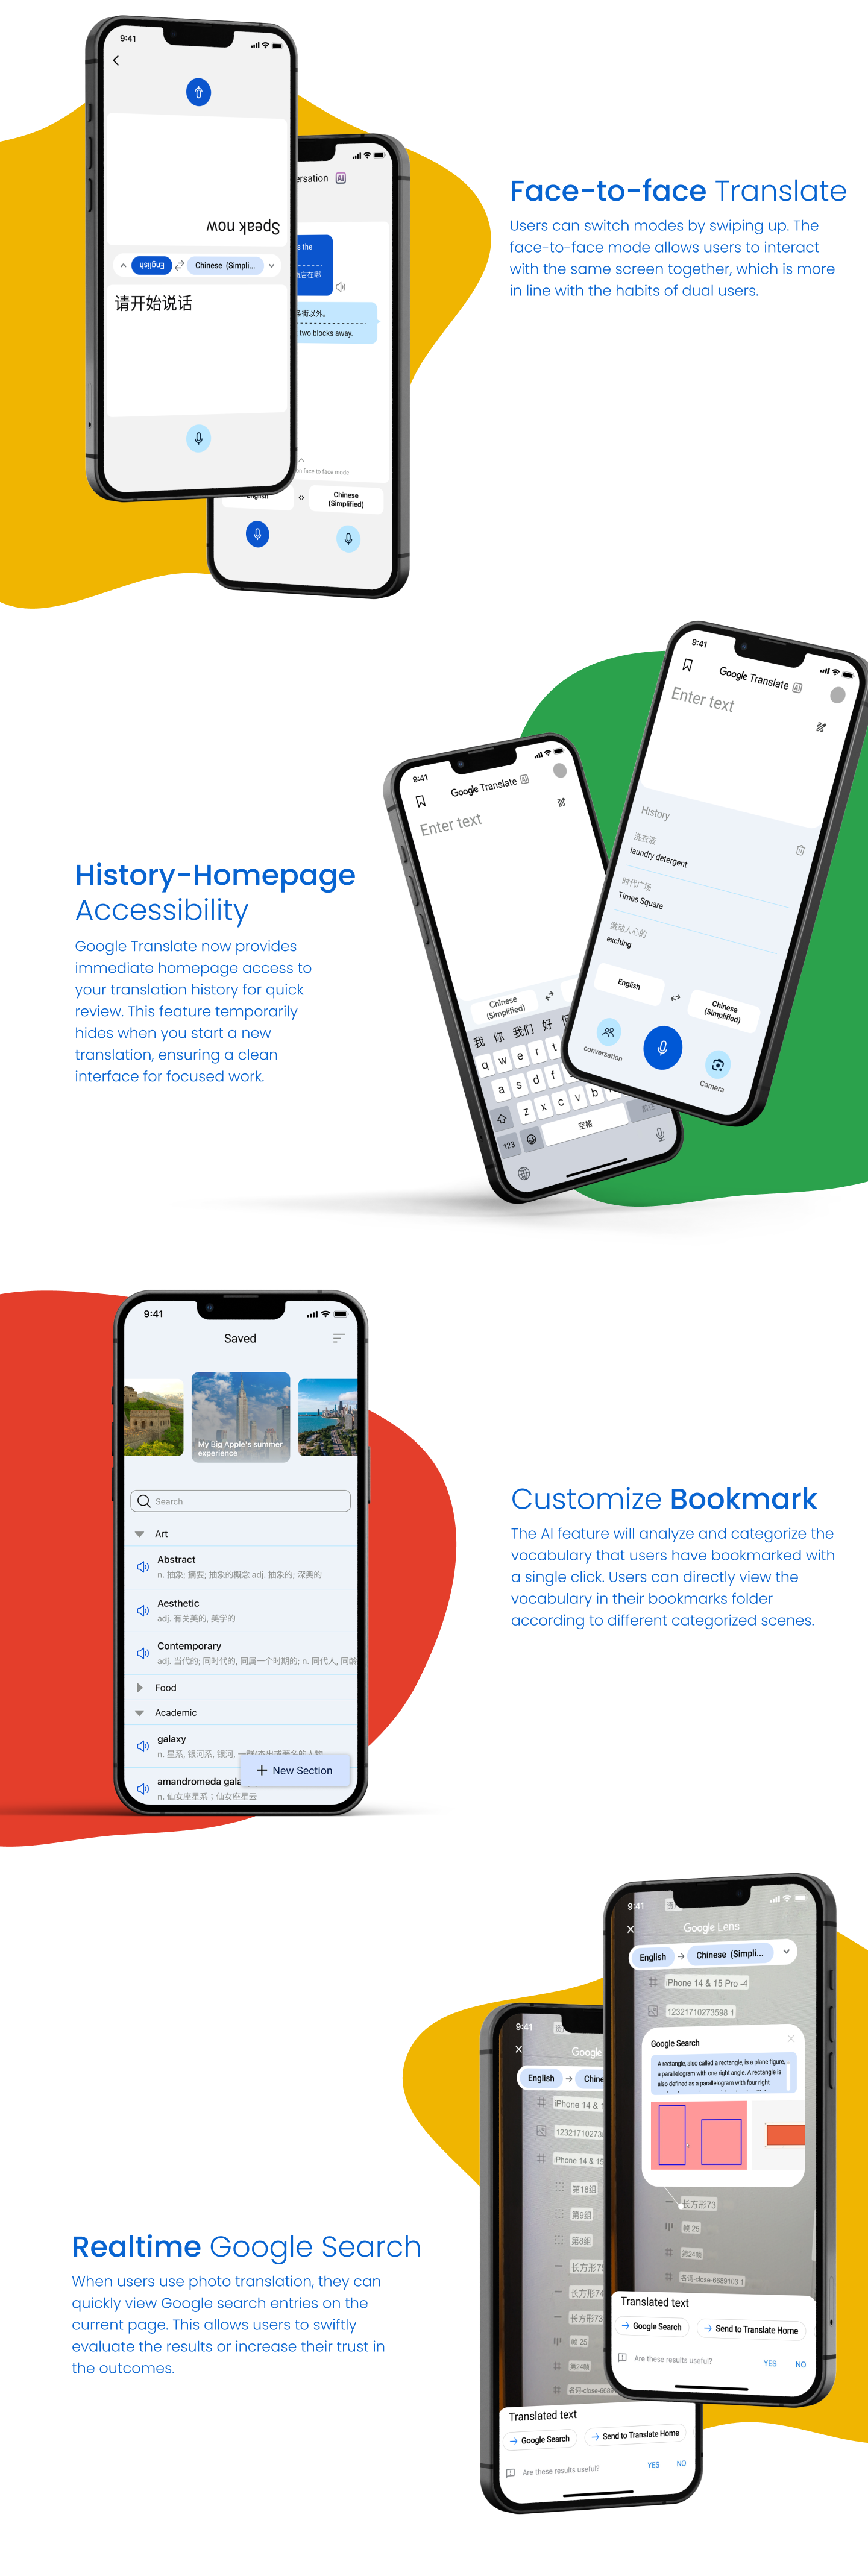 9:41
Speak now
English
Chinese (Simpli...
请开始说话
ersation AI
s the
酒店在哪
条街以外。
two blocks away.
face to face mode
English
Chinese
(Simplified)
Face-to-face Translate
Users can switch modes by swiping up. The
face-to-face mode allows users to interact
with the same screen together, which is more
in line with the habits of dual users.
9:41
Google Translate AI
Enter text
History
洗衣液
laundry detergent
时代广场
Times Square
激动人心的
exciting
English
Chinese
(Simplified)
conversation
Camera
9:41
Google Translate AI
Enter text
Chinese
(Simplified)
我 你 我们 好
q w e r t
a s d f
z x c v b
123
空格
前往
History-Homepage
Accessibility
Google Translate now provides
immediate homepage access to
your translation history for quick
review. This feature temporarily
hides when you start a new
translation, ensuring a clean
interface for focused work.
9:41
Saved
My Big Apple's summer
experience
Search
Art
Abstract
n. 抽象; 摘要; 抽象的概念 adj. 抽象的; 深奥的
Aesthetic
adj. 有关美的, 美学的
Contemporary
adj. 当代的; 同时代的, 同属一个时期的; n. 同代人, 同龄
Food
Academic
galaxy
n. 星系, 银河系, 银河,
New Section
amandromeda gala
n. 仙女座星系；仙女座星云
Customize Bookmark
The AI feature will analyze and categorize the
vocabulary that users have bookmarked with
a single click. Users can directly view the
vocabulary in their bookmarks folder
according to different categorized scenes.
9:41
Google Lens
English
Chinese (Simpli...
iPhone 14 & 15 Pro -4
12321710273598 1
Google Search
A rectangle, also called a rectangle, is a plane figure,
a parallelogram with one right angle. A rectangle is
also defined as a parallelogram with four right
长方形73
帧 25
第24帧
名词-close-6689103 1
Translated text
Google Search
Send to Translate Home
Are these results useful?
YES
NO
9:41
Google
English
Chine
iPhone 14 & 1
123217102735
iPhone 14 & 15
第18组
第9组
第8组
长方形7
长方形74
长方形73
帧 25
第24帧
名词-close-6689
Translated text
Google Search
Send to Translate Home
Are these results useful?
YES
NO
Realtime Google Search
When users use photo translation, they can
quickly view Google search entries on the
current page. This allows users to swiftly
evaluate the results or increase their trust in
the outcomes.